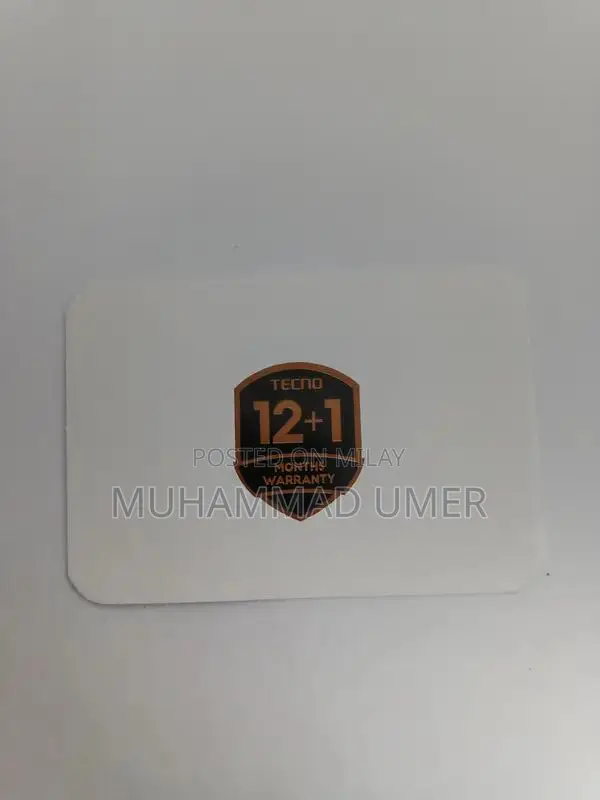 TECNO
12+1
POSTED ON MILAY
MONTHS
WARRANTY
MUHAMMAD UMER